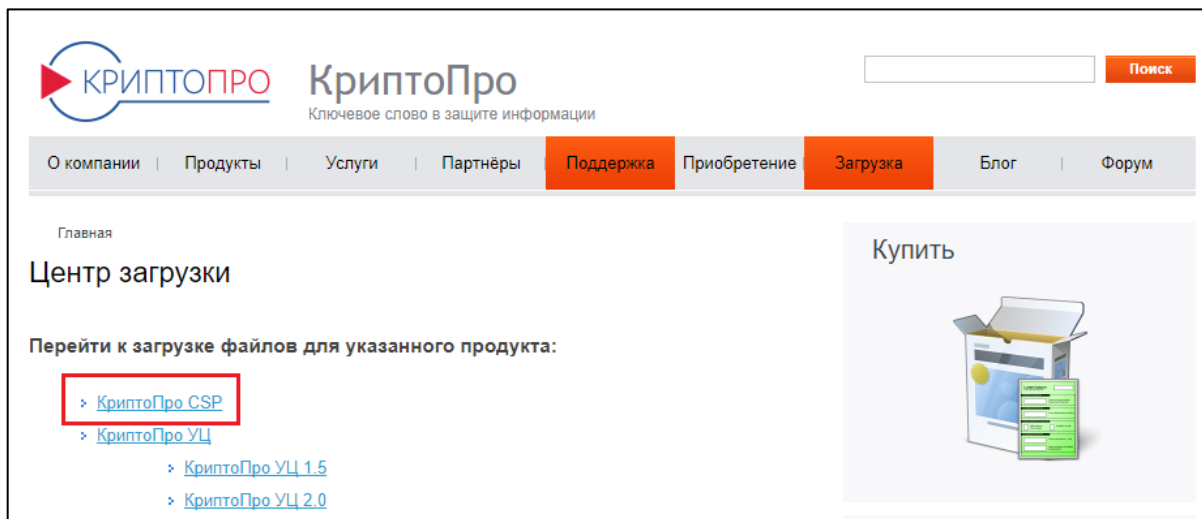 КРИПТОПРО
КриптоПро
Ключевое слово в защите информации
Поиск
О компании | Продукты | Услуги | Партнёры | Поддержка Приобретение | Загрузка Блог | Форум
Главная
Центр загрузки
Купить
Перейти к загрузке файлов для указанного продукта:
КриптоПро CSP
КриптоПро УЦ
КриптоПро УЦ 1.5
КриптоПро УЦ 2.0